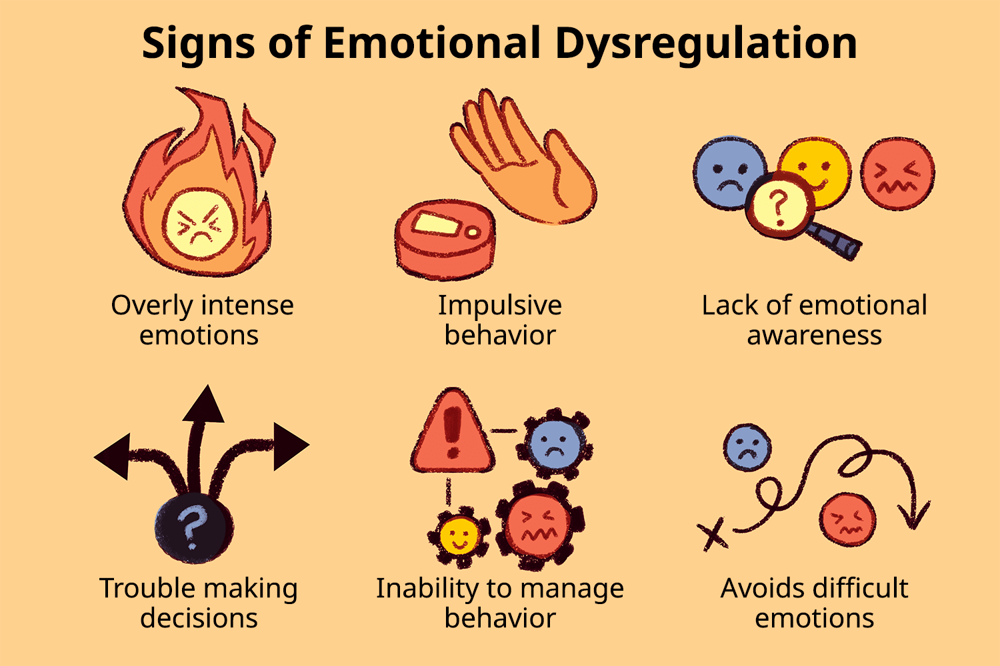 Signs of Emotional Dysregulation
?
Overly intense
emotions
Impulsive
behavior
Lack of emotional
awareness
?
!
Trouble making
decisions
Inability to manage
behavior
Avoids difficult
emotions